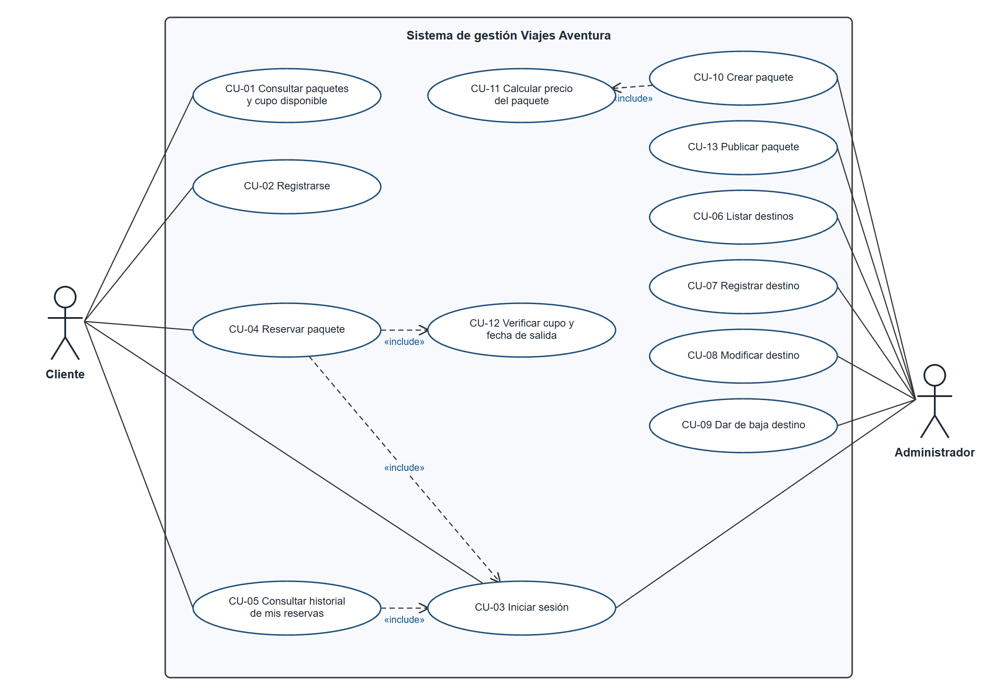 Sistema de gestión Viajes Aventura
CU-01 Consultar paquetes
y cupo disponible
CU-11 Calcular precio
del paquete
«include»
CU-10 Crear paquete
CU-13 Publicar paquete
CU-02 Registrarse
CU-06 Listar destinos
CU-07 Registrar destino
CU-04 Reservar paquete
«include»
CU-12 Verificar cupo y
fecha de salida
CU-08 Modificar destino
Cliente
CU-09 Dar de baja destino
Administrador
«include»
CU-05 Consultar historial
de mis reservas
«include»
CU-03 Iniciar sesión